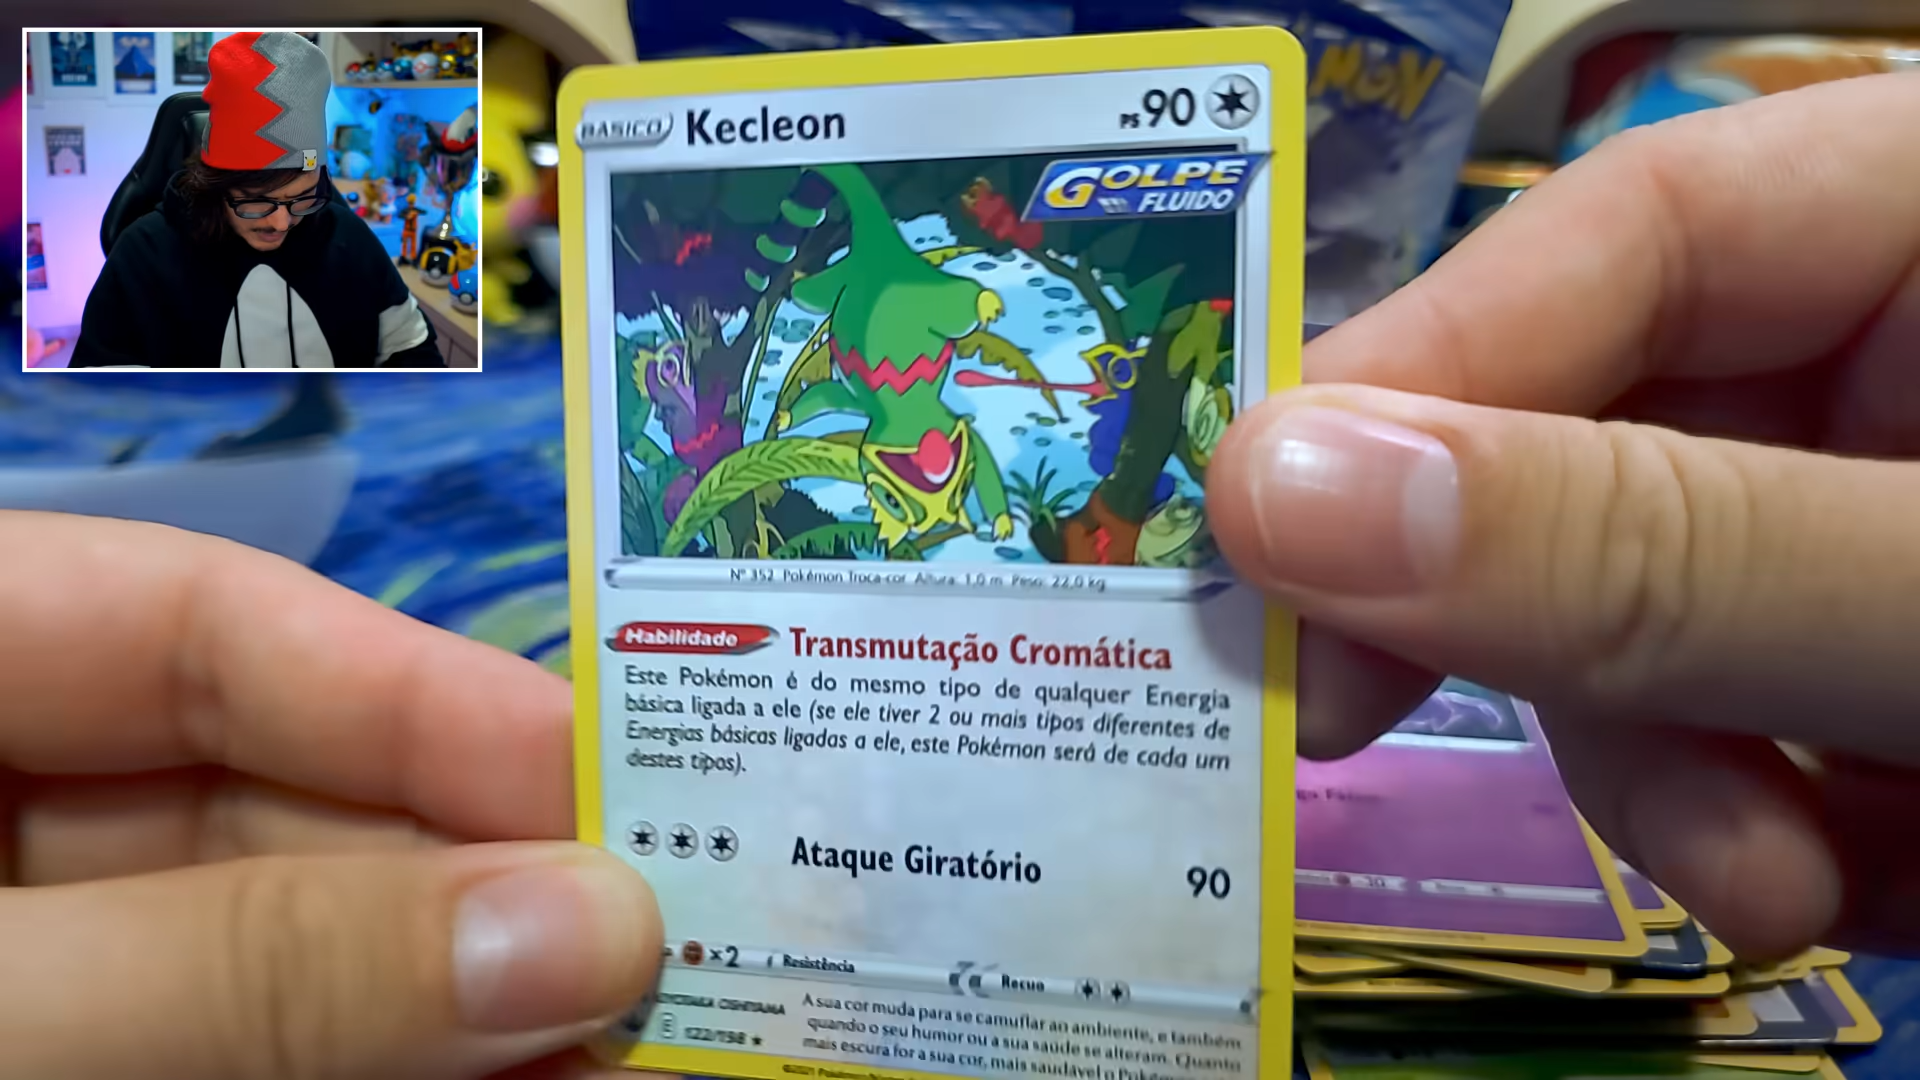 BÁSICO Kecleon PS 90
GOLPE
FLUIDO
MON
Nº 352 Pokémon Troca-cor Altura: 1,0 m Peso: 22,0 kg
Habilidade Transmutação Cromática
Este Pokémon é do mesmo tipo de qualquer Energia
básica ligada a ele (se ele tiver 2 ou mais tipos diferentes de
Energias básicas ligadas a ele, este Pokémon será de cada um
destes tipos).
Ataque Giratório 90
×2 Resistência Recuo
A sua cor muda para se camuflar ao ambiente, e também
122/198 quando o seu humor ou a sua saúde se alteram. Quanto
mais escura for a sua cor, mais saudável o Pokémon
30